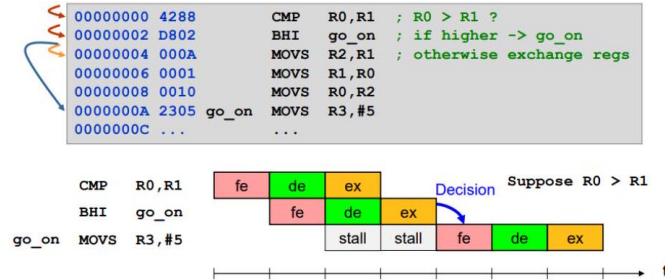 00000000 4288 CMP R0,R1 ; R0 > R1 ?
00000002 D802 BHI go_on ; if higher -> go_on
00000004 000A MOVS R2,R1 ; otherwise exchange regs
00000006 0001 MOVS R1,R0
00000008 0010 MOVS R0,R2
0000000A 2305 go_on MOVS R3,#5
0000000C ... ...
CMP R0,R1 fe de ex Decision Suppose R0 > R1
BHI go_on fe de ex
go_on MOVS R3,#5 stall stall fe de ex
t